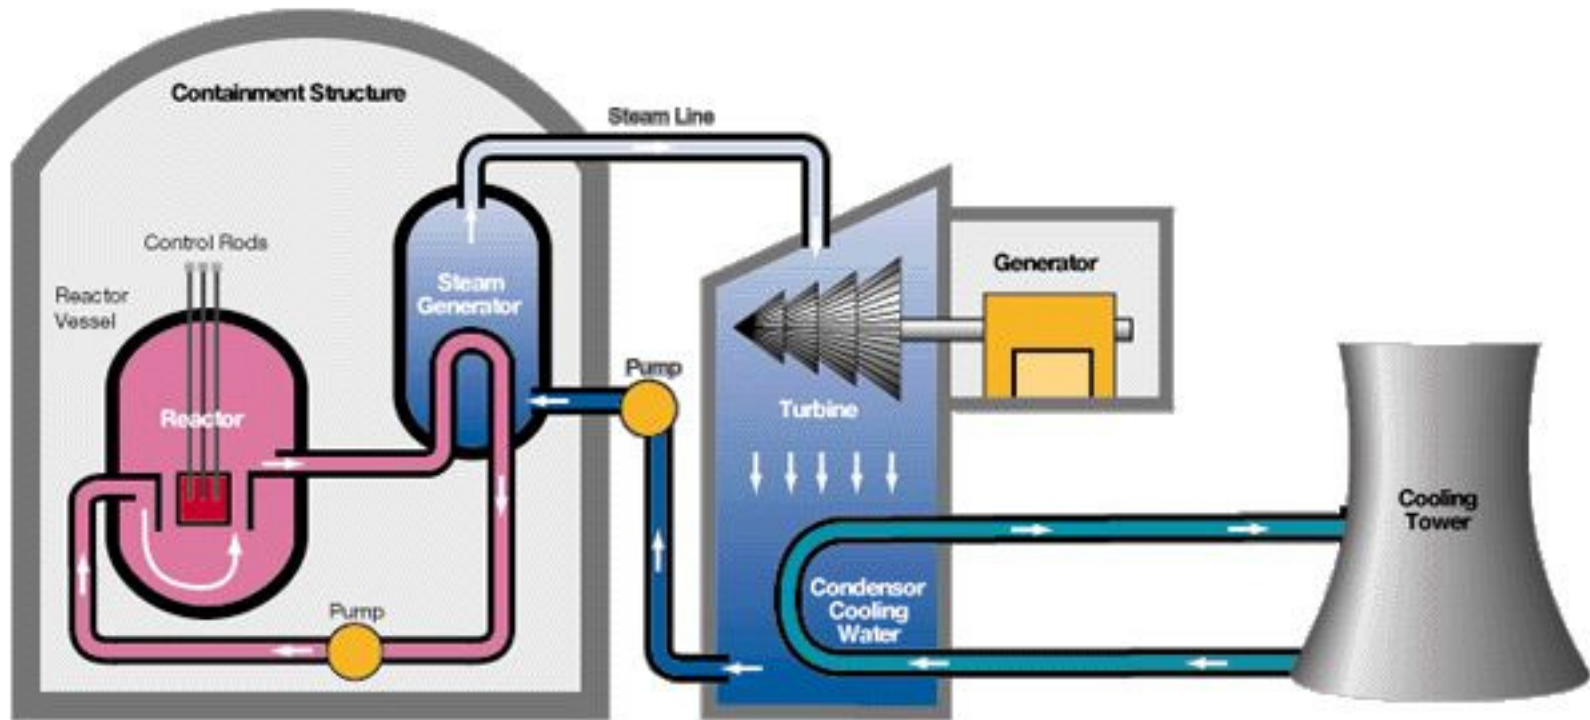 Containment Structure
Steam Line
Control Rods
Reactor
Vessel
Steam
Generator
Generator
Pump
Reactor
Turbine
Cooling
Tower
Condensor
Cooling
Water
Pump